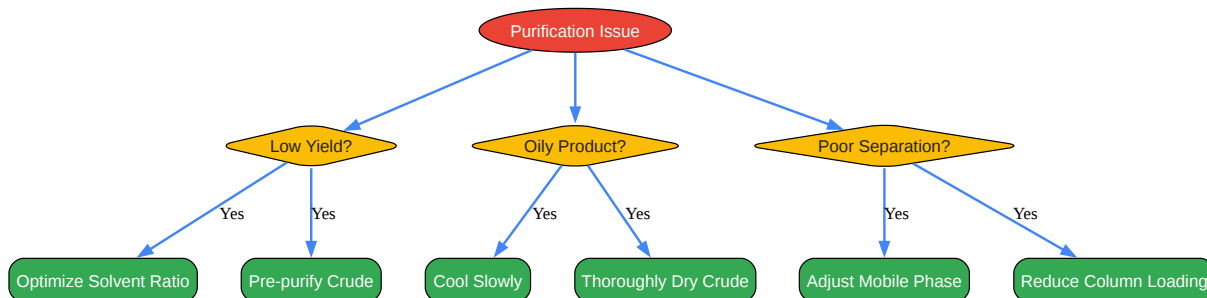 Purification Issue
Low Yield?
Oily Product?
Poor Separation?
Yes
Yes
Yes
Yes
Yes
Yes
Optimize Solvent Ratio
Pre-purify Crude
Cool Slowly
Thoroughly Dry Crude
Adjust Mobile Phase
Reduce Column Loading